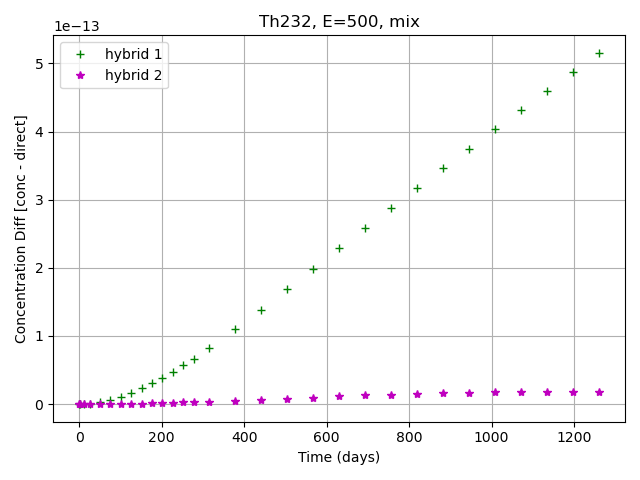 Th232, E=500, mix
1e−13
hybrid 1
hybrid 2
5
4
3
2
1
0
Concentration Diff [conc - direct]
0 200 400 600 800 1000 1200
Time (days)